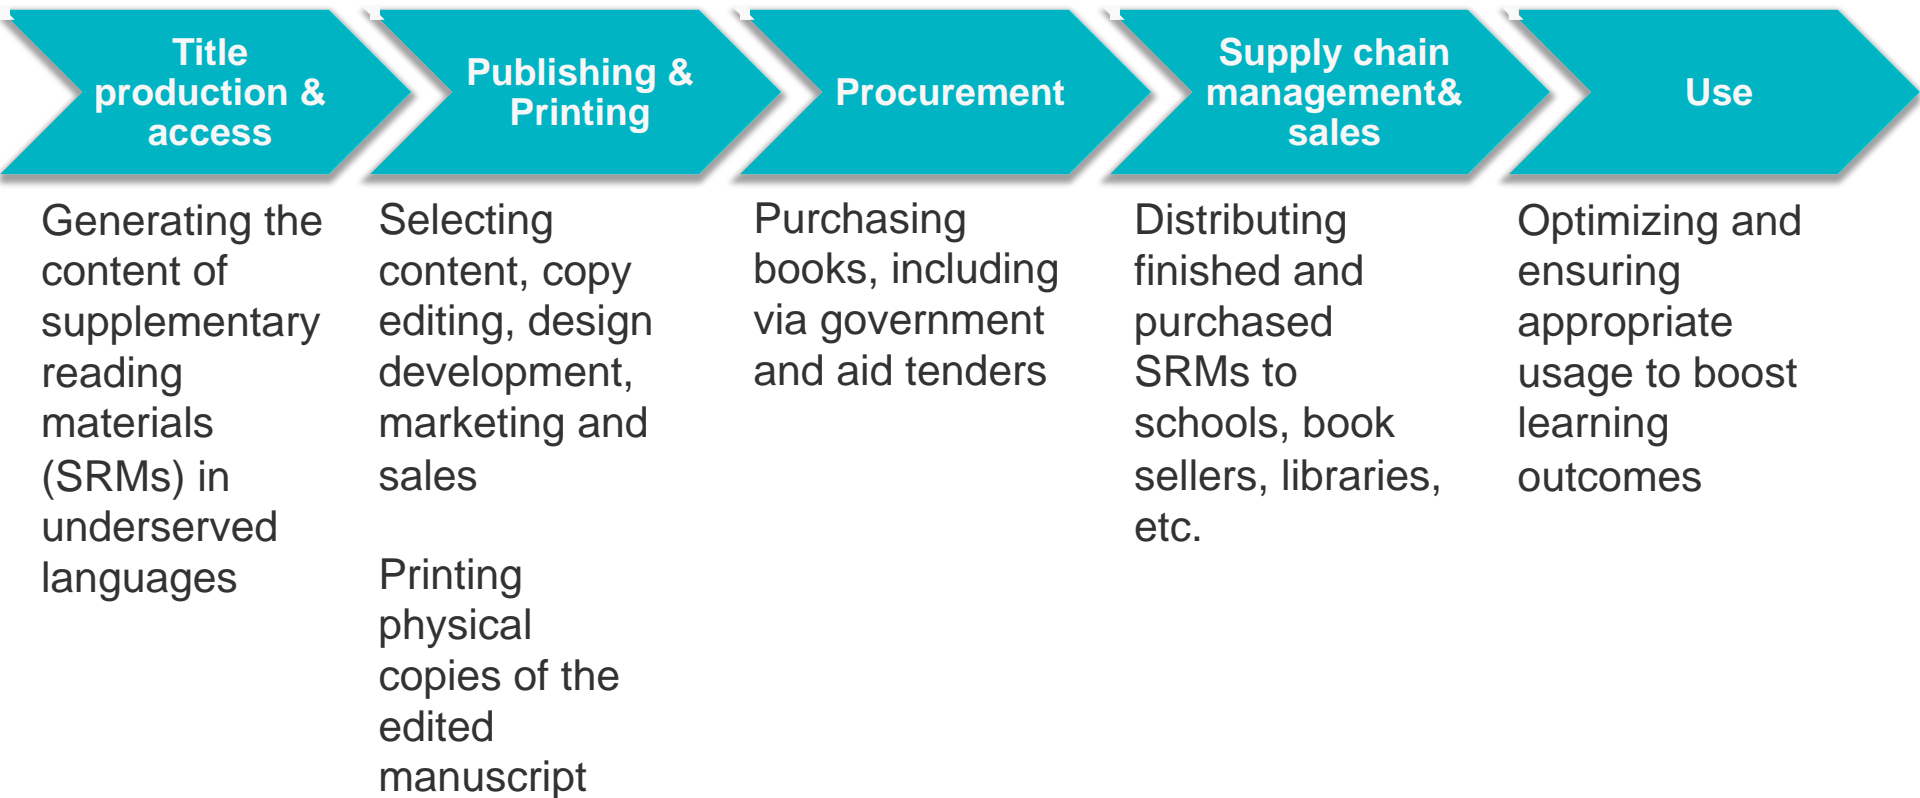 Title
production &
access
Publishing &
Printing
Procurement
Supply chain
management&
sales
Use
Generating the
content of
supplementary
reading
materials
(SRMs) in
underserved
languages
Selecting
content, copy
editing, design
development,
marketing and
sales
Printing
physical
copies of the
edited
manuscript
Purchasing
books, including
via government
and aid tenders
Distributing
finished and
purchased
SRMs to
schools, book
sellers, libraries,
etc.
Optimizing and
ensuring
appropriate
usage to boost
learning
outcomes